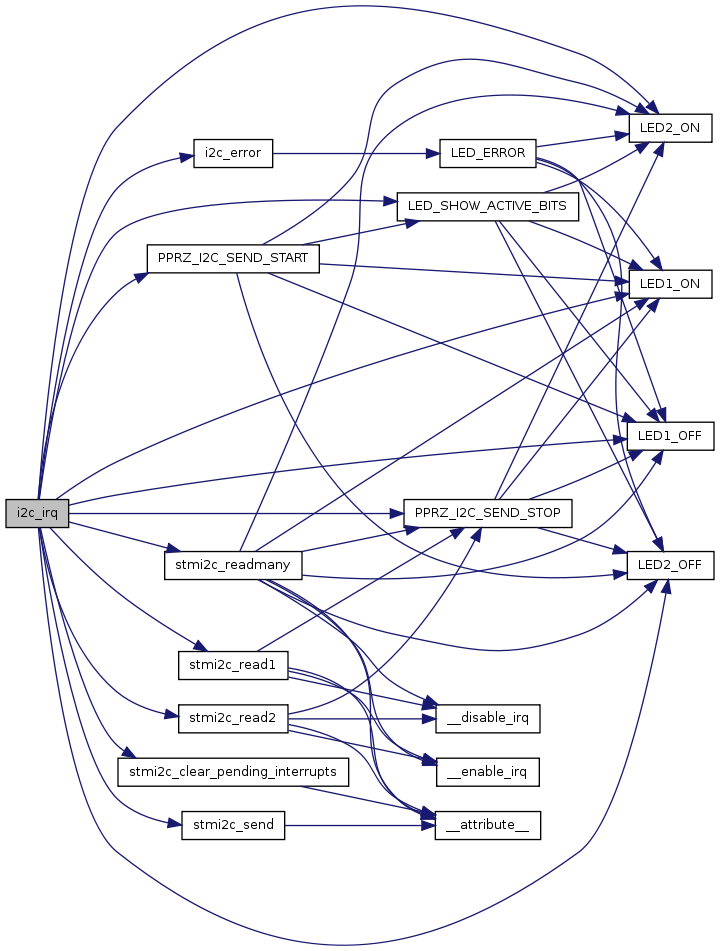 LED2_ON
i2c_error
LED_ERROR
LED_SHOW_ACTIVE_BITS
PPRZ_I2C_SEND_START
LED1_ON
LED1_OFF
i2c_irq
PPRZ_I2C_SEND_STOP
stmi2c_readmany
LED2_OFF
stmi2c_read1
stmi2c_read2
__disable_irq
stmi2c_clear_pending_interrupts
__enable_irq
stmi2c_send
__attribute__